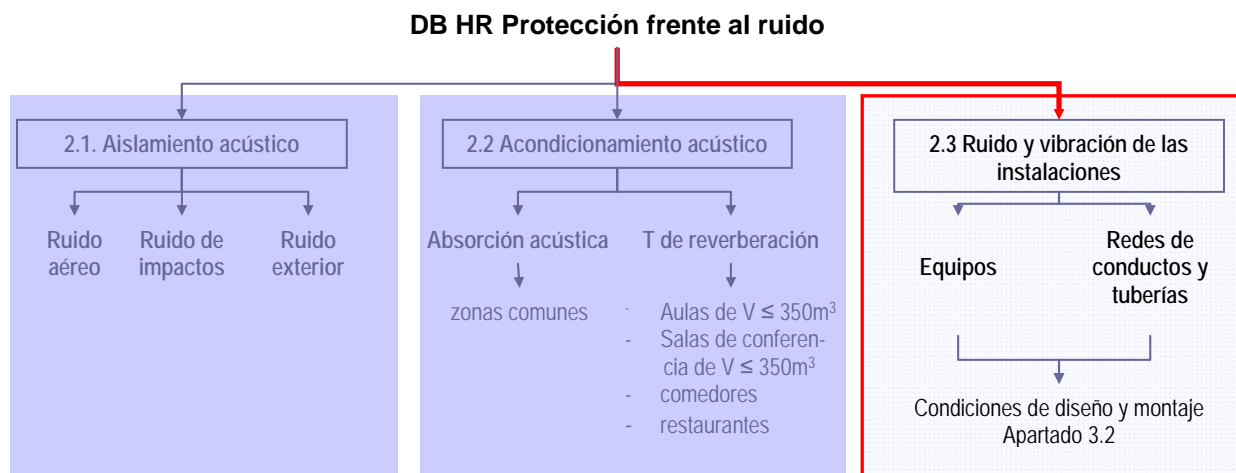 DB HR Protección frente al ruido
2.1. Aislamiento acústico
Ruido
aéreo
Ruido de
impactos
Ruido
exterior
2.2 Acondicionamiento acústico
Absorción acústica
zonas comunes
T de reverberación
- Aulas de V ≤ 350m³
- Salas de conferen-
cia de V ≤ 350m³
- comedores
- restaurantes
2.3 Ruido y vibración de las
instalaciones
Equipos
Redes de
conductos y
tuberías
Condiciones de diseño y montaje
Apartado 3.2